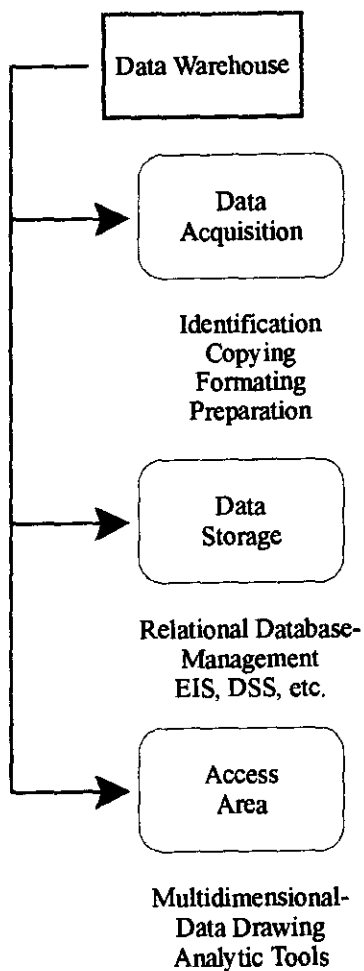 Data Warehouse
Data
Acquisition
Identification
Copying
Formating
Preparation
Data
Storage
Relational Database-
Management
EIS, DSS, etc.
Access
Area
Multidimensional-
Data Drawing
Analytic Tools